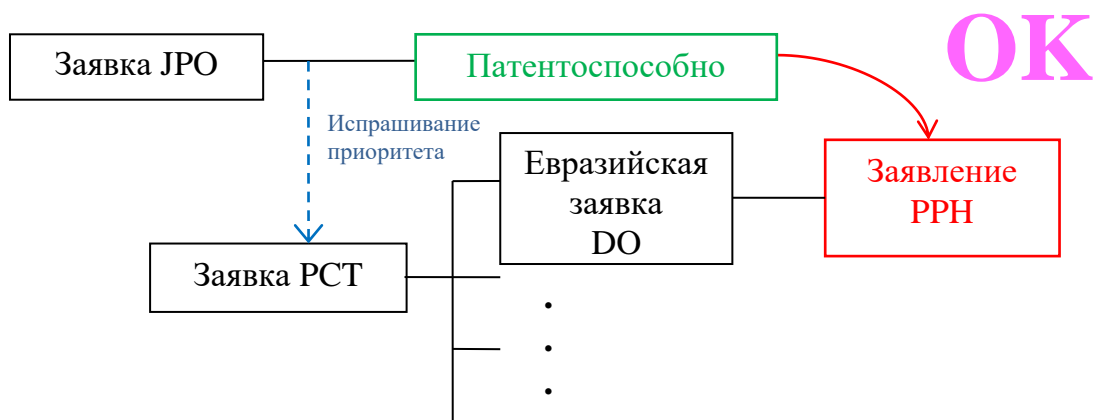 OK
Заявка JPO
Патентоспособно
Испрашивание
приоритета
Евразийская
заявка
DO
Заявление
PPH
Заявка PCT